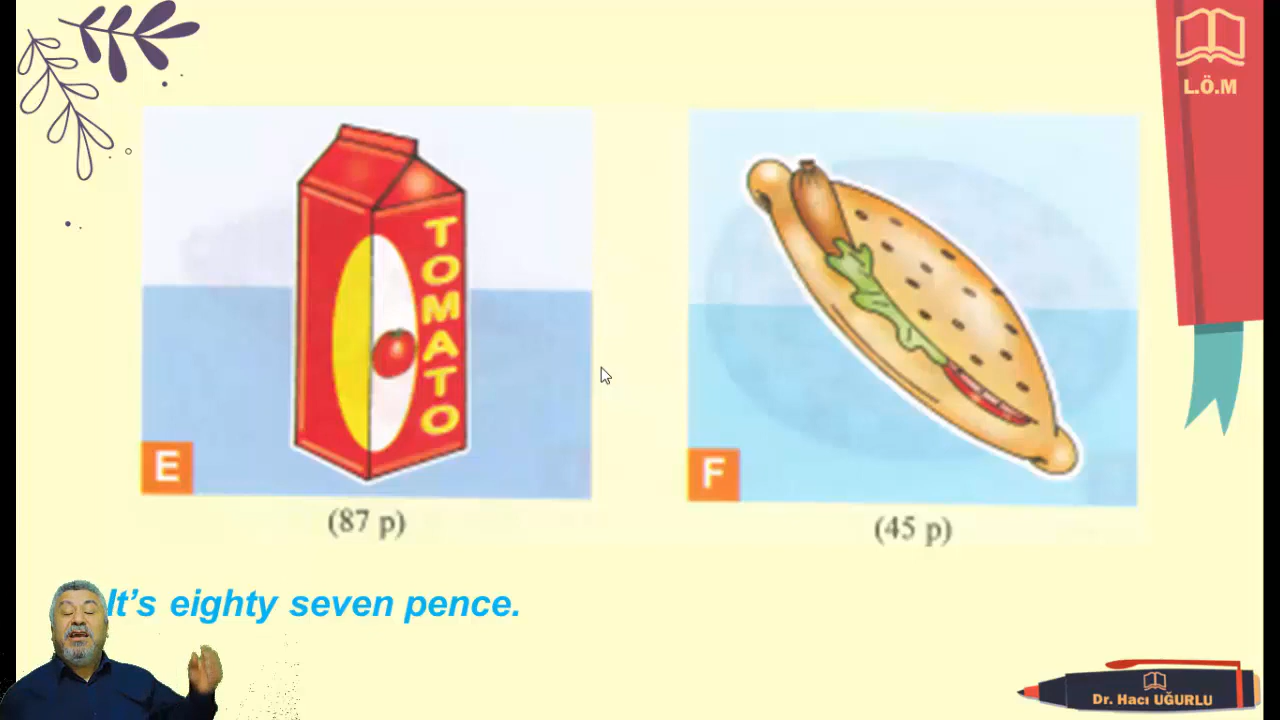 L.Ö.M
TOMATO
E
F
(87 p)
(45 p)
It’s eighty seven pence.
Dr. Hacı UĞURLU